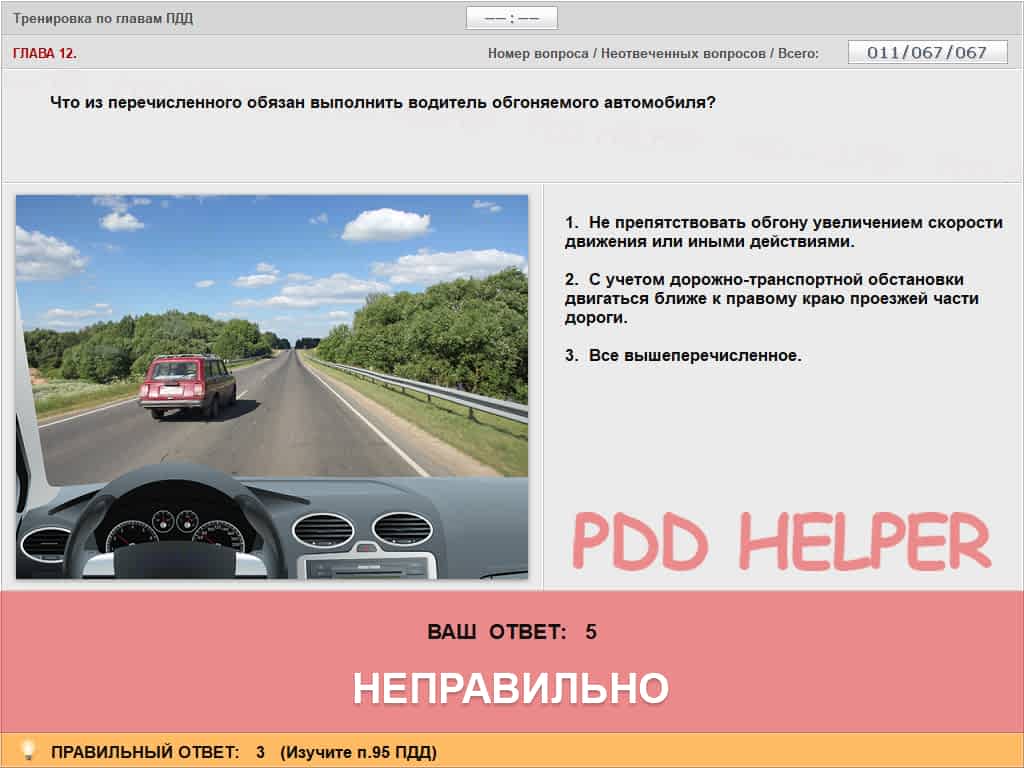 Тренировка по главам ПДД
–– : ––
ГЛАВА 12.
Номер вопроса / Неотвеченных вопросов / Всего:
011/067/067
Что из перечисленного обязан выполнить водитель обгоняемого автомобиля?
1. Не препятствовать обгону увеличением скорости
движения или иными действиями.
2. С учетом дорожно-транспортной обстановки
двигаться ближе к правому краю проезжей части
дороги.
3. Все вышеперечисленное.
PDD HELPER
ВАШ ОТВЕТ: 5
НЕПРАВИЛЬНО
ПРАВИЛЬНЫЙ ОТВЕТ: 3 (Изучите п.95 ПДД)